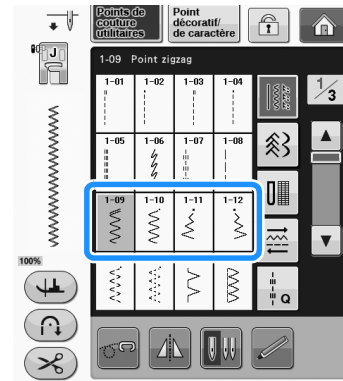 Points de
couture
utilitaires
Point
décoratif/
de caractère
J
1-09 Point zigzag
1-01 1-02 1-03 1-04
1/3
1-05 1-06 1-07 1-08
1-09 1-10 1-11 1-12
100%
Q